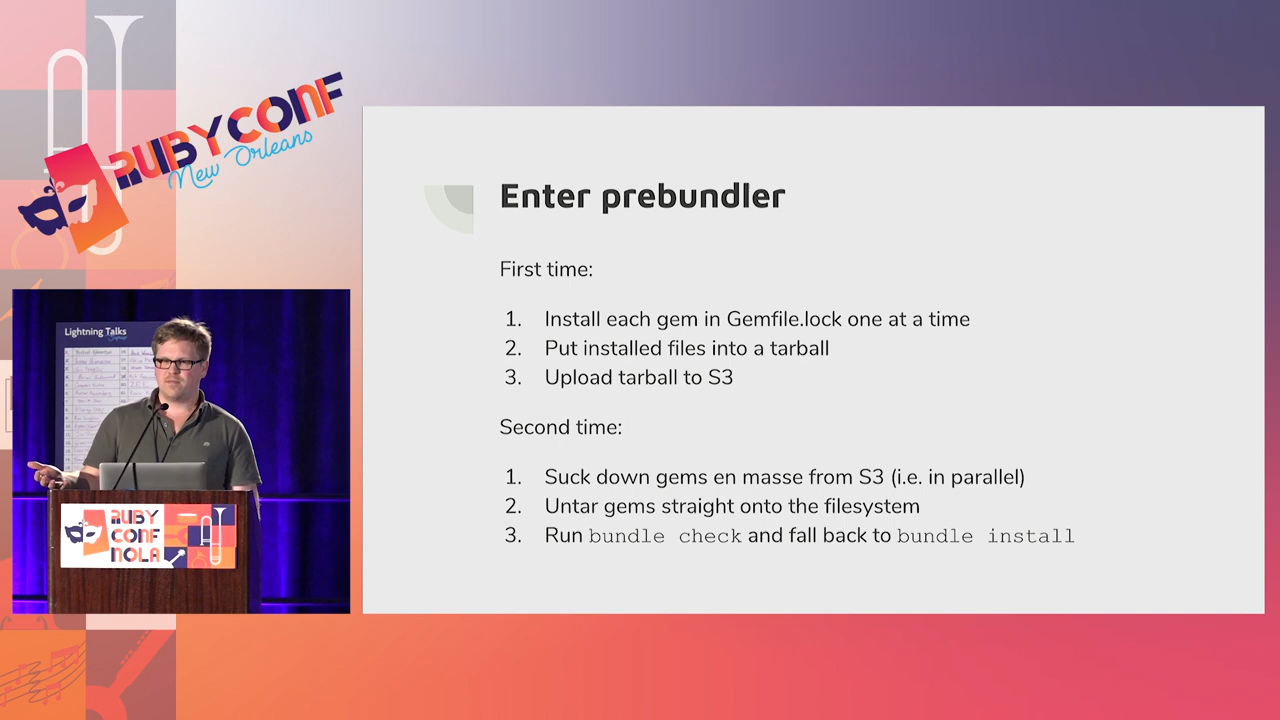 RUBYCONF
New Orleans
Enter prebundler
First time:
1. Install each gem in Gemfile.lock one at a time
2. Put installed files into a tarball
3. Upload tarball to S3
Second time:
1. Suck down gems en masse from S3 (i.e. in parallel)
2. Untar gems straight onto the filesystem
3. Run bundle check and fall back to bundle install
Lightning Talks
RUBY
CONF
NOLA